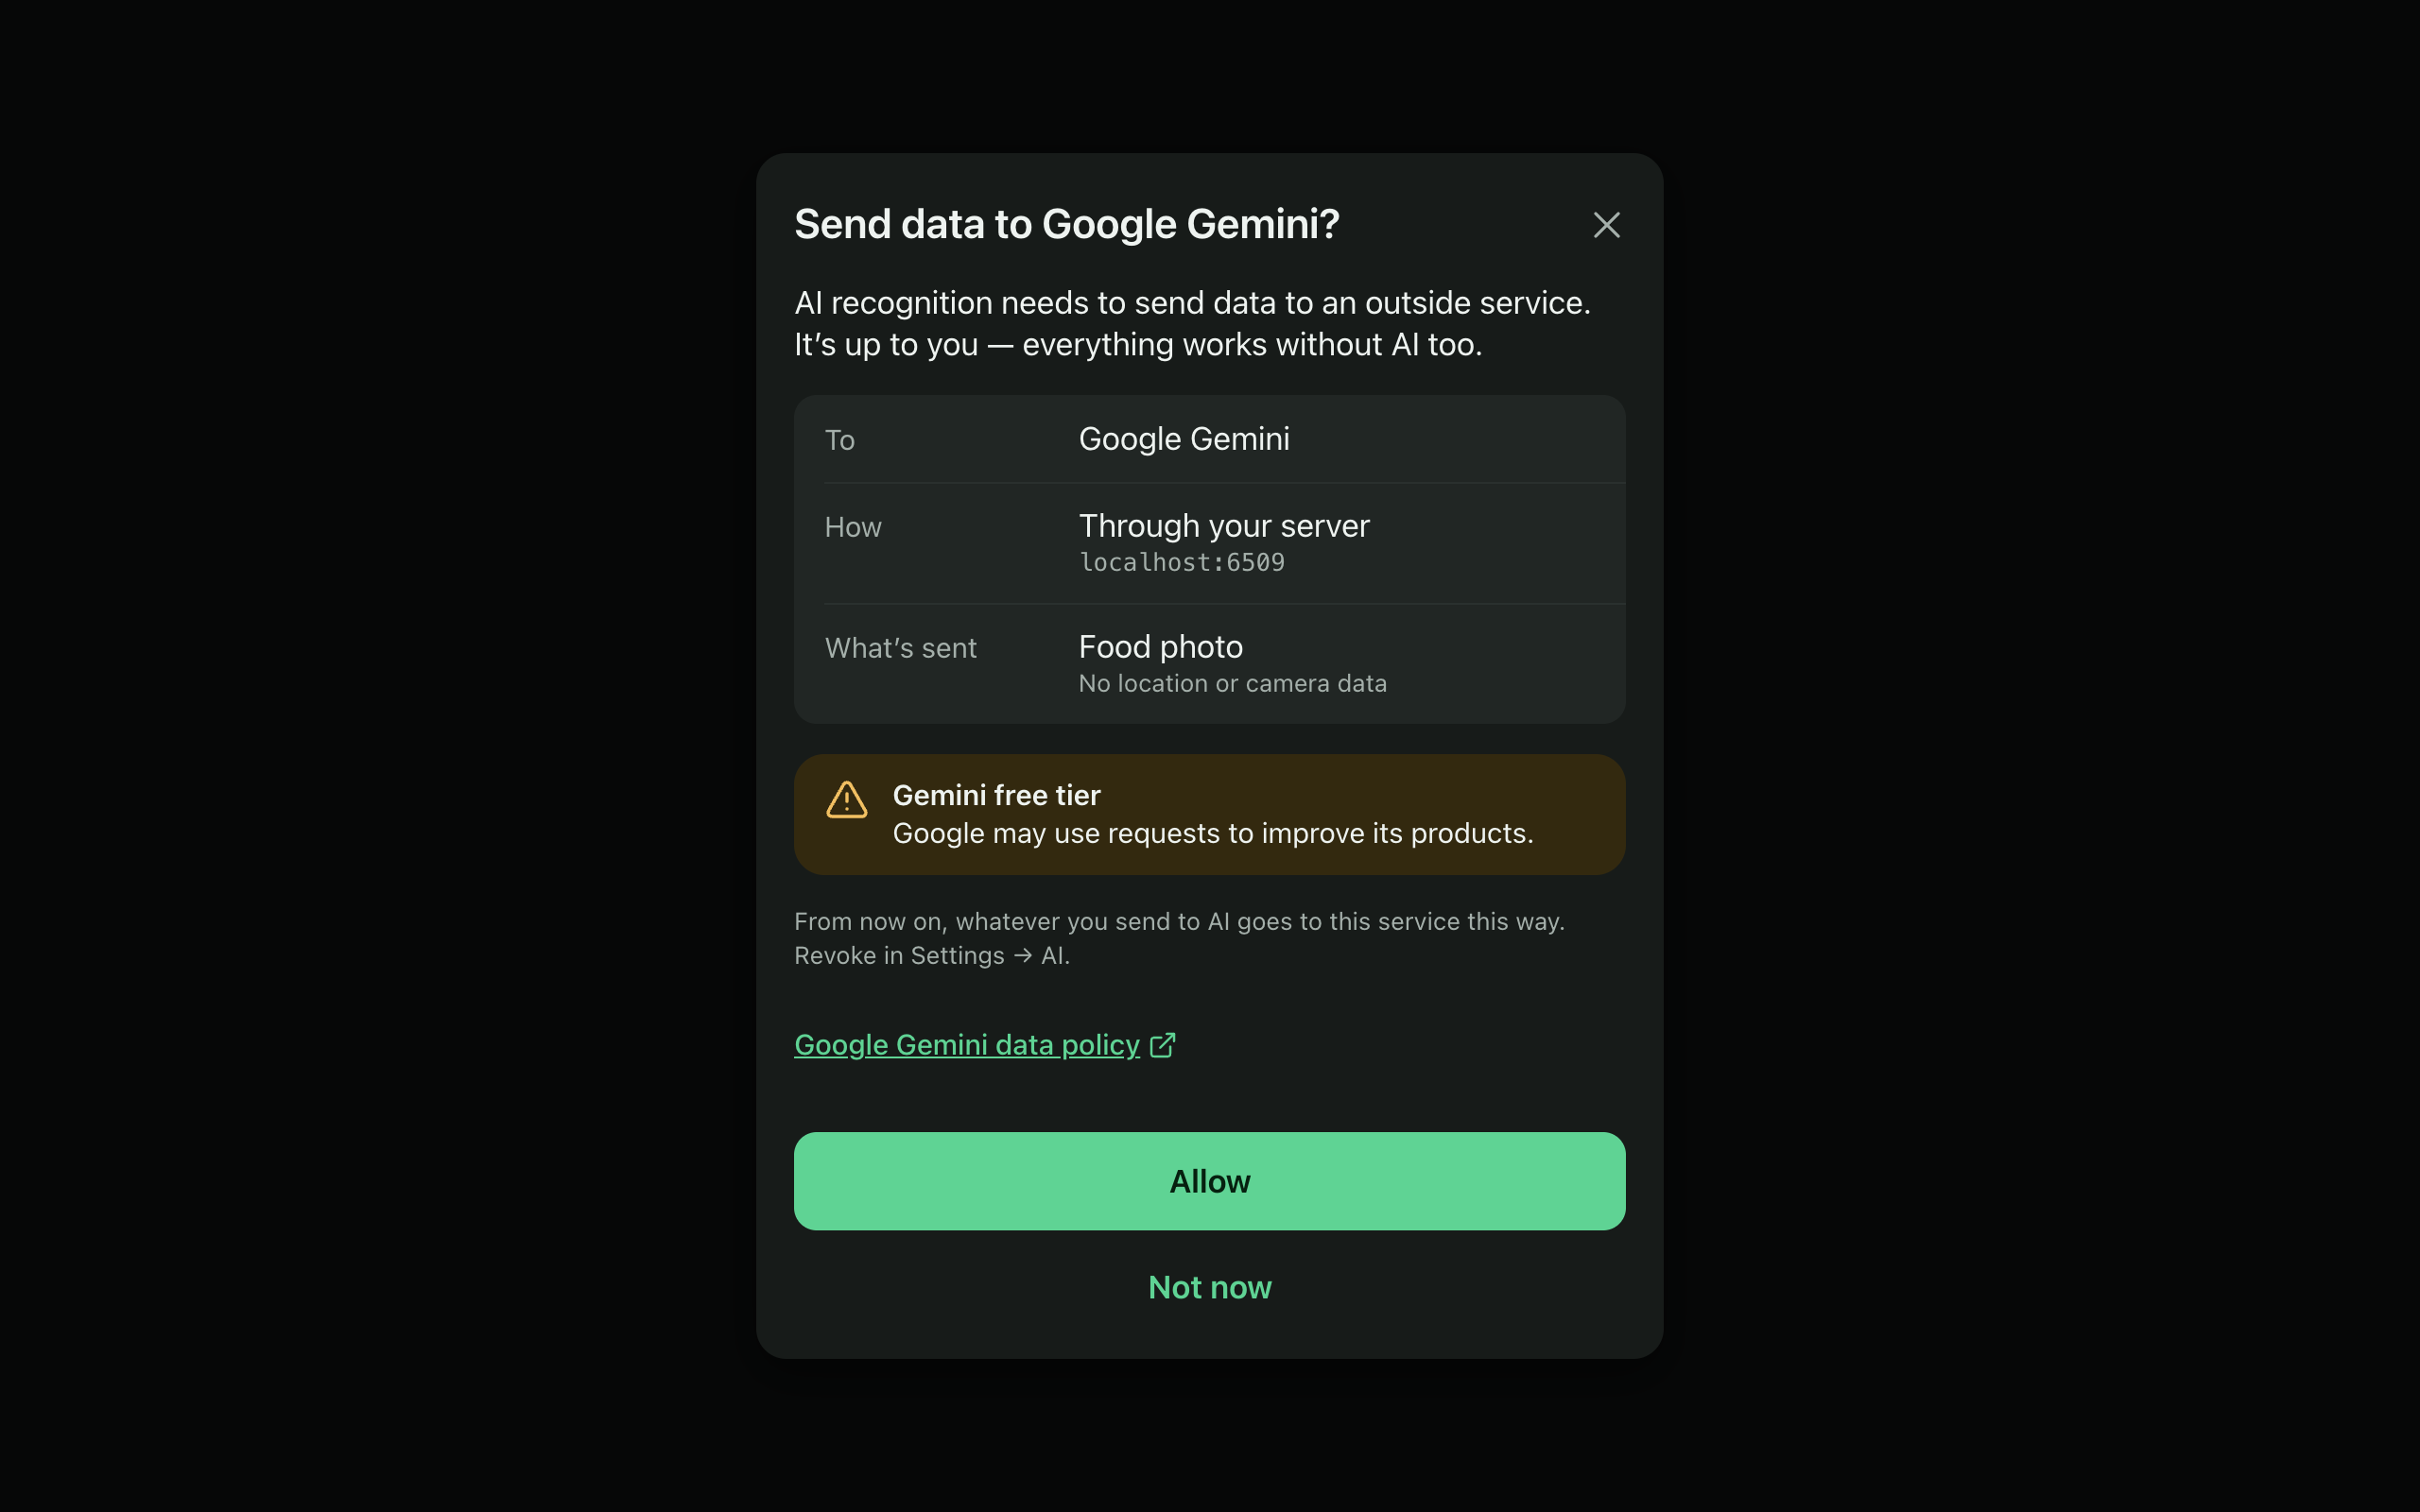 Send data to Google Gemini?
AI recognition needs to send data to an outside service.
It’s up to you — everything works without AI too.
To
Google Gemini
How
Through your server
localhost:6509
What’s sent
Food photo
No location or camera data
Gemini free tier
Google may use requests to improve its products.
From now on, whatever you send to AI goes to this service this way.
Revoke in Settings → AI.
Google Gemini data policy
Allow
Not now